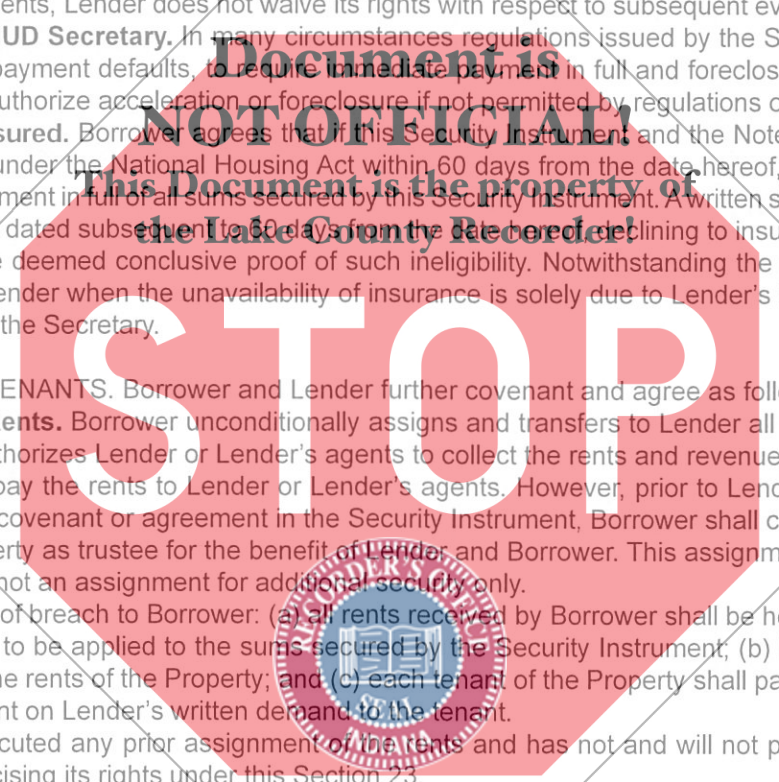 ents, Lender does not waive its rights with respect to subsequent ev
UD Secretary. In many circumstances regulations issued by the S
Document is
payment defaults, to require immediate payment in full and foreclos
uthorize acceleration or foreclosure if not permitted by regulations o
NOT OFFICIAL!
sured. Borrower agrees that if this Security Instrument and the Not
under the National Housing Act within 60 days from the date hereof,
This Document is the property of
ment in full of all sums secured by this Security Instrument. A written s
dated subsequent to 60 days from the date hereof, declining to insu
the Lake County Recorder!
e deemed conclusive proof of such ineligibility. Notwithstanding the
ender when the unavailability of insurance is solely due to Lender's
the Secretary.
STOP
ENANTS. Borrower and Lender further covenant and agree as foll
ents. Borrower unconditionally assigns and transfers to Lender all
thorizes Lender or Lender's agents to collect the rents and revenue
pay the rents to Lender or Lender's agents. However, prior to Lend
covenant or agreement in the Security Instrument, Borrower shall c
erty as trustee for the benefit of Lender and Borrower. This assignm
not an assignment for additional security only.
of breach to Borrower: (a) all rents received by Borrower shall be he
to be applied to the sums secured by the Security Instrument; (b)
he rents of the Property; and (c) each tenant of the Property shall pa
nt on Lender's written demand to the tenant.
cuted any prior assignment of the rents and has not and will not p
cising its rights under this Section 23
RECORDER'S OFFICE
SEAL
INDIANA